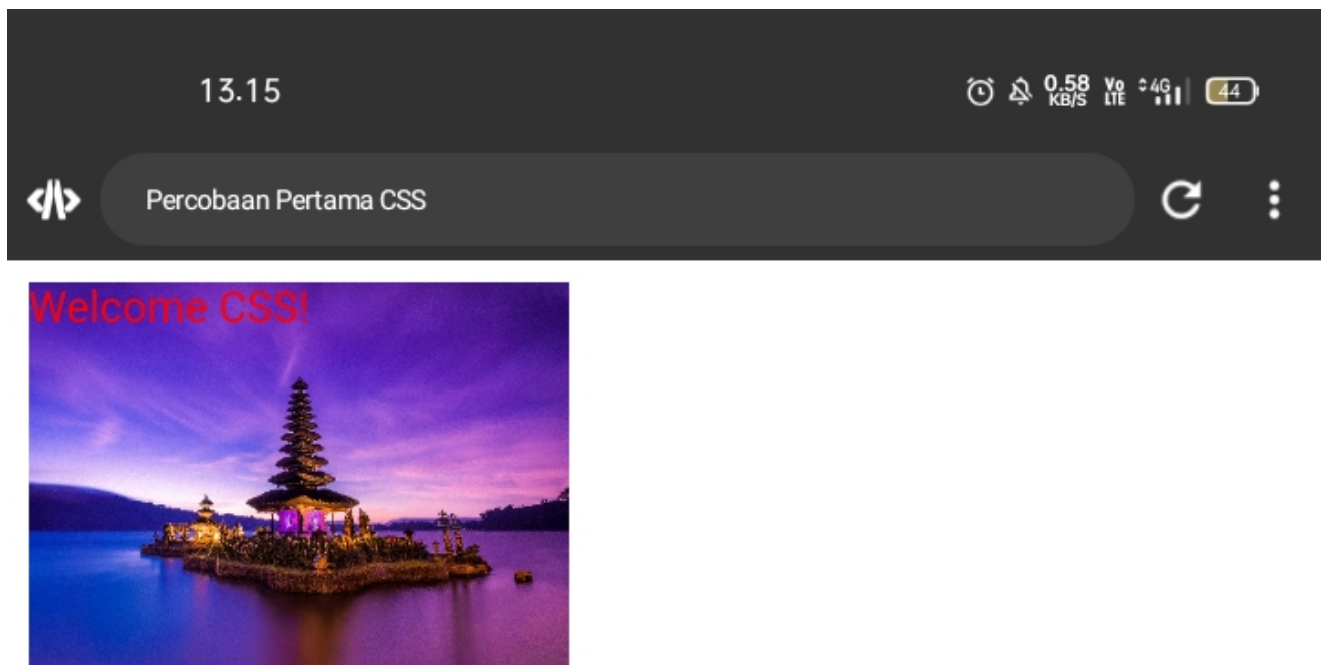 13.15
0.58
KB/S
Vo
LTE
4G
44
Percobaan Pertama CSS
Welcome CSS!